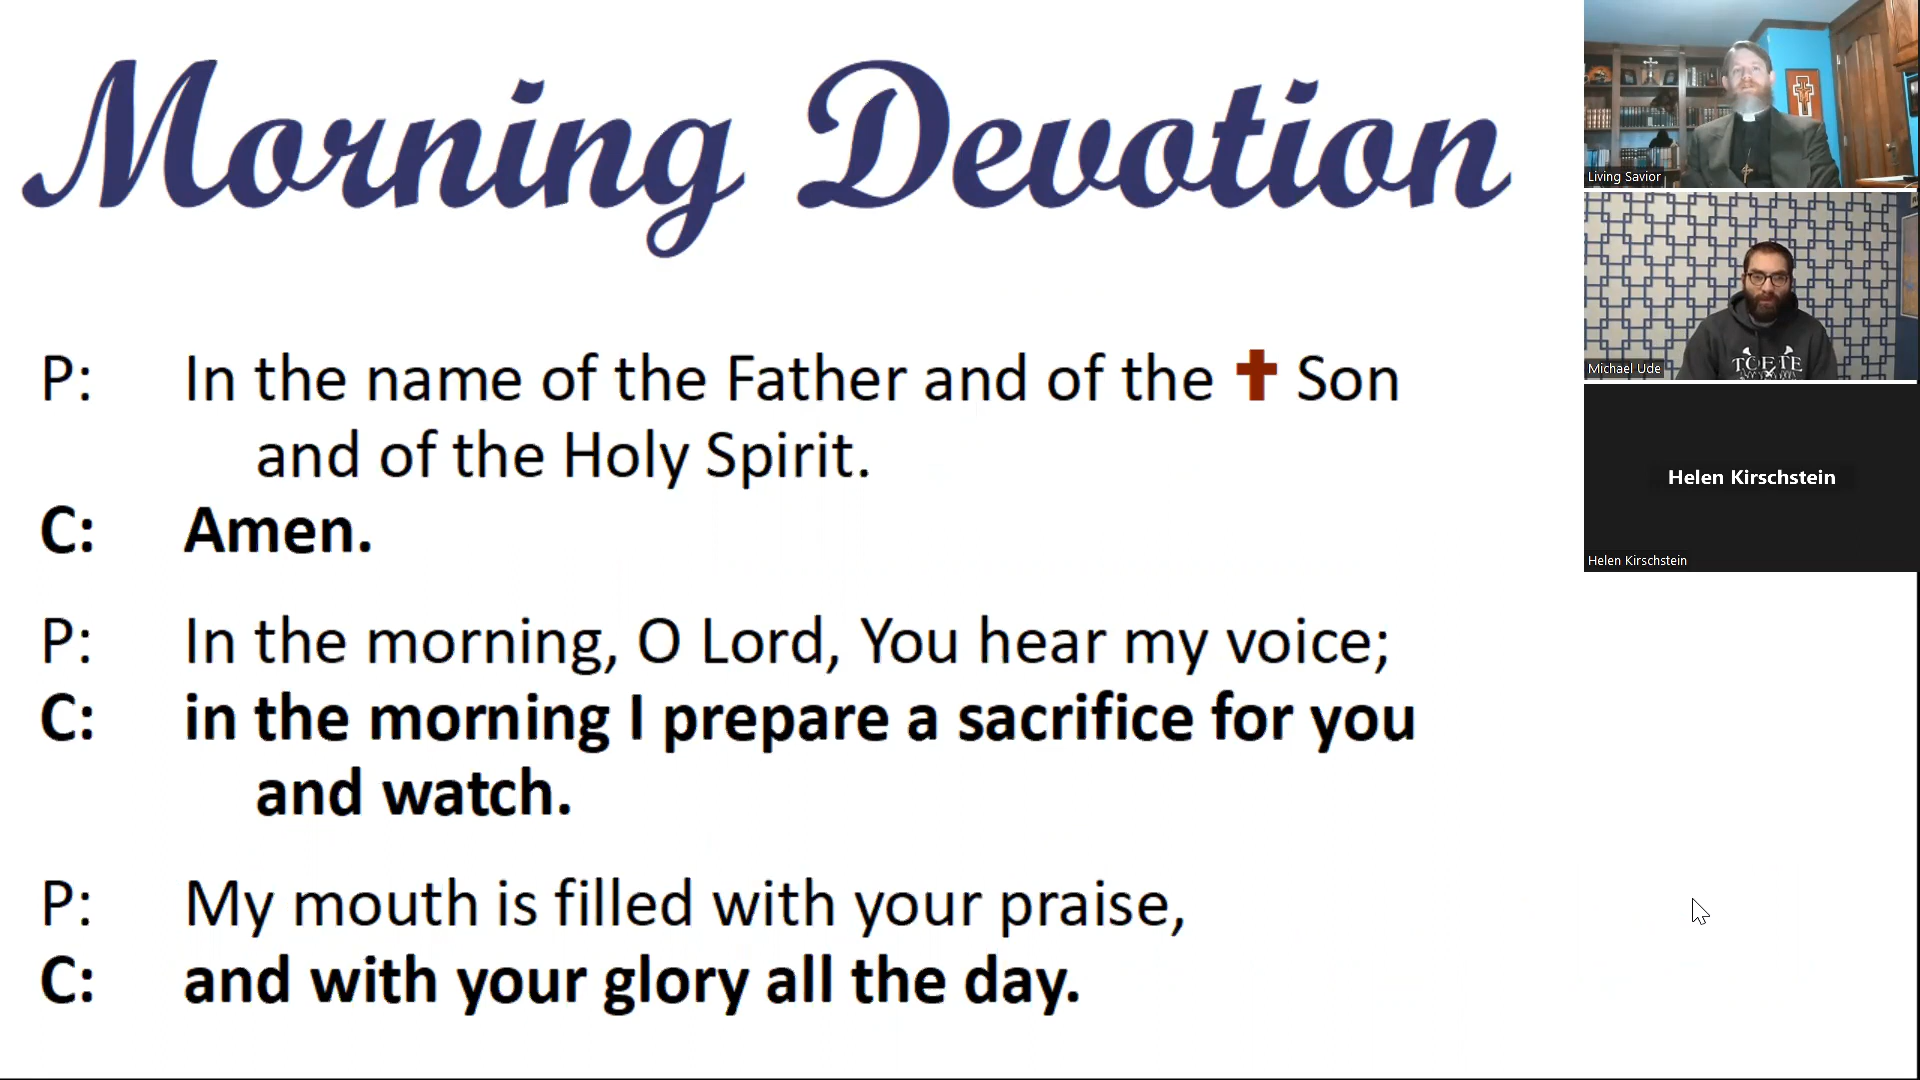 Morning Devotion
P: In the name of the Father and of the ✝ Son
and of the Holy Spirit.
C: Amen.
P: In the morning, O Lord, You hear my voice;
C: in the morning I prepare a sacrifice for you
and watch.
P: My mouth is filled with your praise,
C: and with your glory all the day.
Living Savior
TOETE
Michael Ude
Helen Kirschstein
Helen Kirschstein